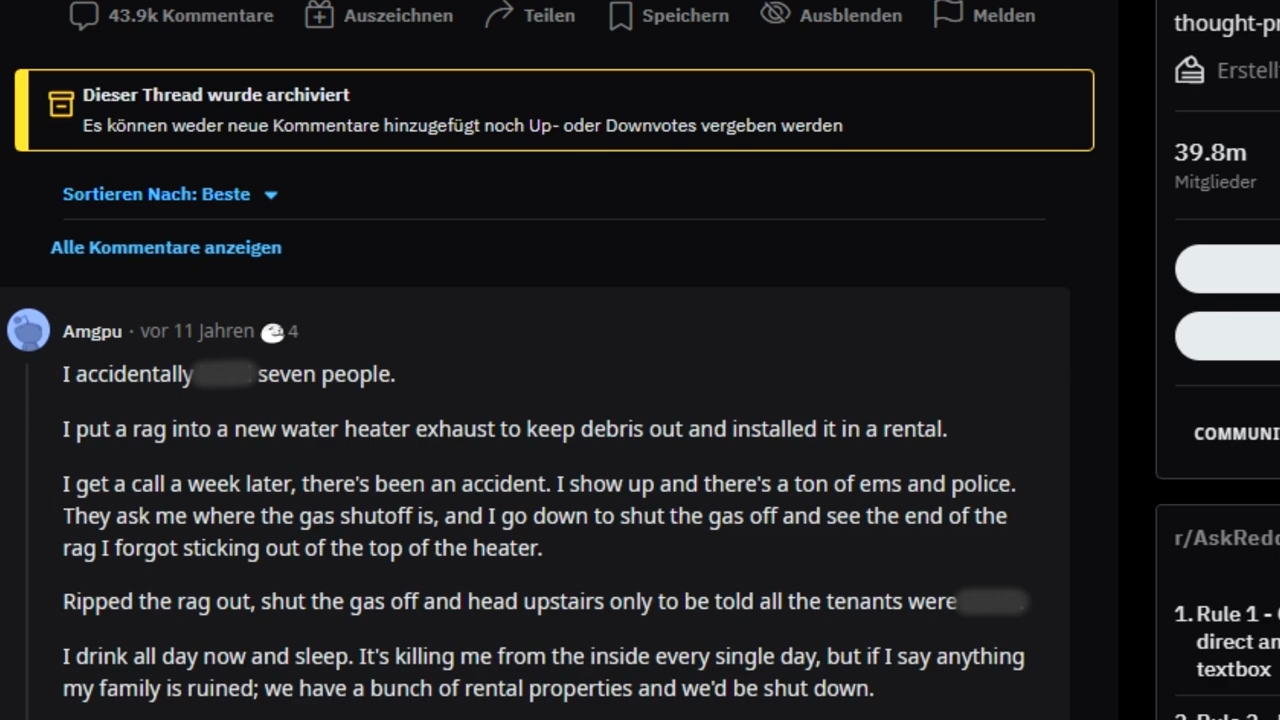 43.9k Kommentare Auszeichnen Teilen Speichern Ausblenden Melden
Dieser Thread wurde archiviert
Es können weder neue Kommentare hinzugefügt noch Up- oder Downvotes vergeben werden
Sortieren Nach: Beste
Alle Kommentare anzeigen
Amgpu · vor 11 Jahren 4
I accidentally seven people.
I put a rag into a new water heater exhaust to keep debris out and installed it in a rental.
I get a call a week later, there's been an accident. I show up and there's a ton of ems and police.
They ask me where the gas shutoff is, and I go down to shut the gas off and see the end of the
rag I forgot sticking out of the top of the heater.
Ripped the rag out, shut the gas off and head upstairs only to be told all the tenants were
I drink all day now and sleep. It's killing me from the inside every single day, but if I say anything
my family is ruined; we have a bunch of rental properties and we'd be shut down.
39.8m
Mitglieder
1. Rule 1 -
textbox